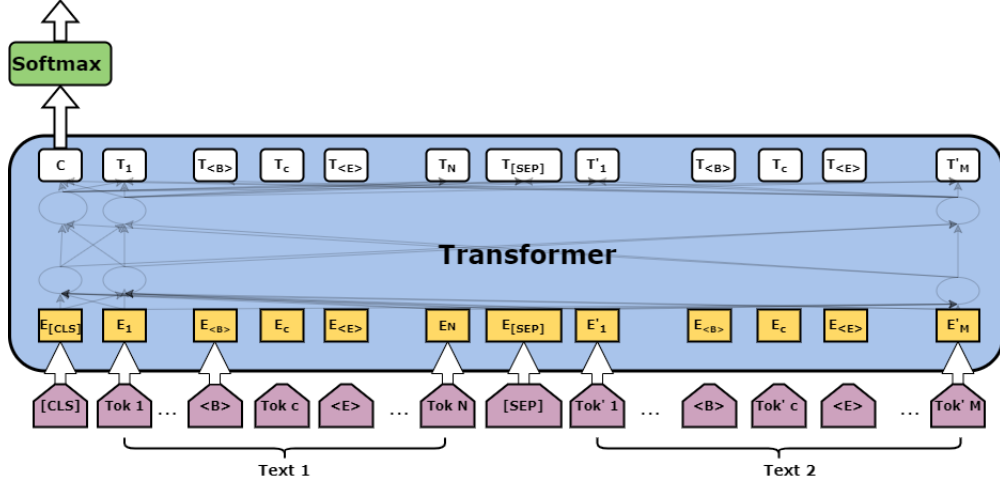 Softmax
C T1 T<B> Tc T<E> TN T[SEP] T'1 T<B> Tc T<E> T'M
Transformer
E[CLS] E1 E<B> Ec E<E> EN E[SEP] E'1 E<B> Ec E<E> E'M
[CLS] Tok 1 ... <B> Tok c <E> ... Tok N [SEP] Tok' 1 ... <B> Tok' c <E> ... Tok' M
Text 1 Text 2